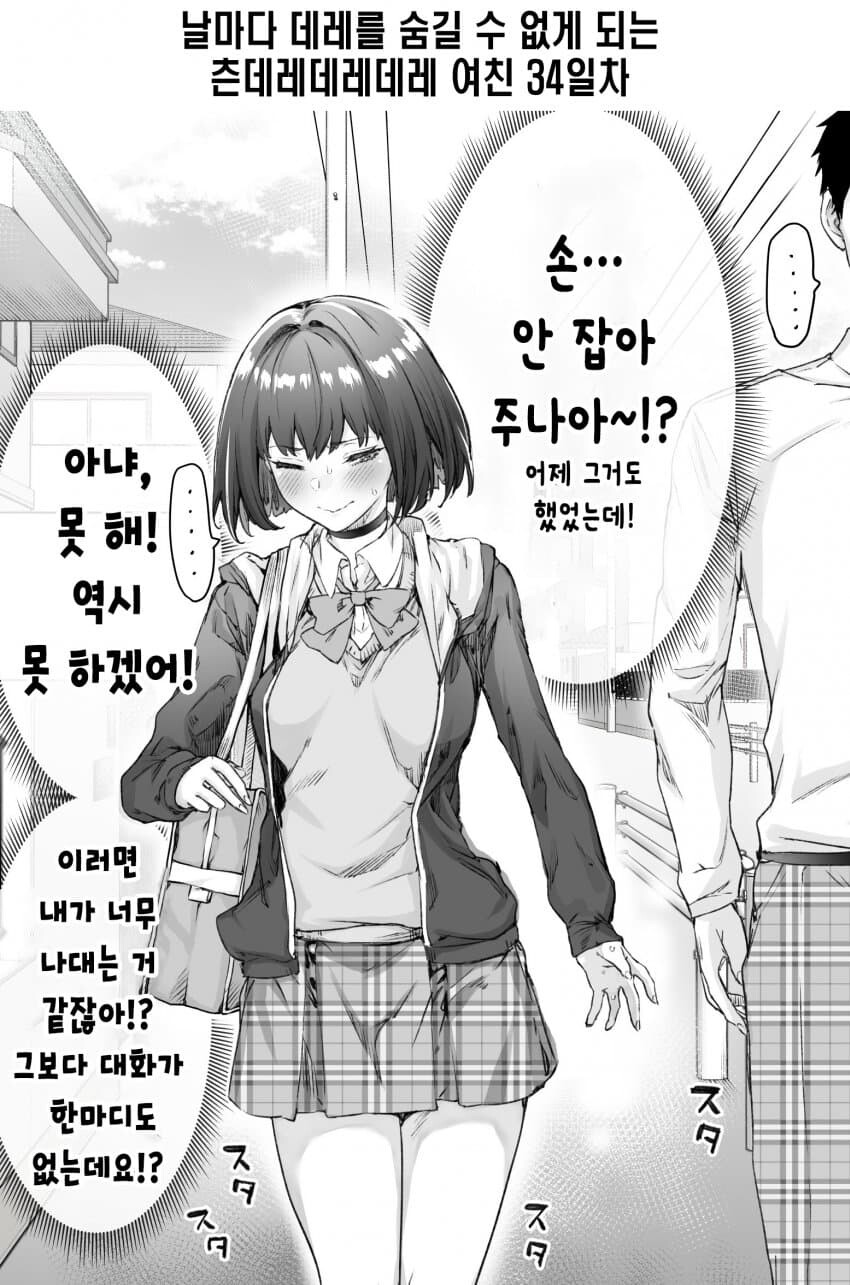 날마다 데레를 숨길 수 없게 되는
츤데레데레데레 여친 34일차
.....
손…
안 잡아
주나아~!?
어제 그거도
했었는데!
.....
아냐,
못 해!
역시
못 하겠어!
이러면
내가 너무
나대는 거
같잖아!?
그보다 대화가
한마디도
없는데요!?
スタ
スタ
スタ
スタ